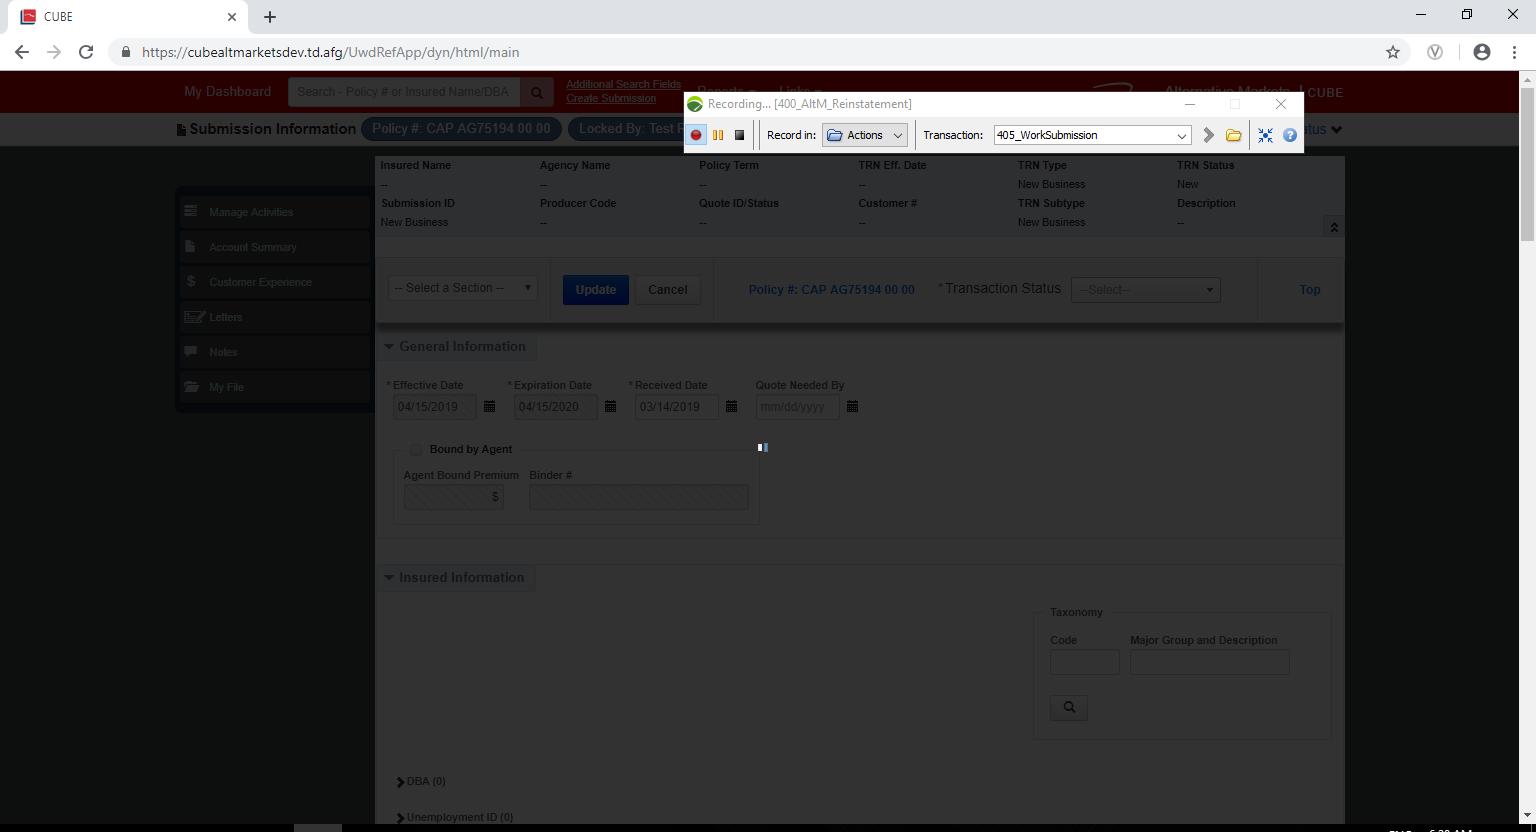 CUBE
https://cubealtmarketsdev.td.afg/UwdRefApp/dyn/html/main
My Dashboard
Search - Policy # or Insured Name/DBA
Additional Search Fields
Create Submission
CUBE
Recording... [400_AltM_Reinstatement]
Record in:
Actions
Transaction:
405_WorkSubmission
Submission Information
Policy #: CAP AG75194 00 00
Locked By: Test
Insured Name
Agency Name
Policy Term
TRN Eff. Date
TRN Type
TRN Status
--
--
--
--
New Business
New
Submission ID
Producer Code
Quote ID/Status
Customer #
TRN Subtype
Description
New Business
--
--
--
New Business
--
Manage Activities
Account Summary
Customer Experience
Letters
Notes
My File
-- Select a Section --
Update
Cancel
Policy #: CAP AG75194 00 00
*Transaction Status
--Select--
Top
General Information
*Effective Date
*Expiration Date
*Received Date
Quote Needed By
04/15/2019
04/15/2020
03/14/2019
mm/dd/yyyy
Bound by Agent
Agent Bound Premium
Binder #
$
Insured Information
Taxonomy
Code
Major Group and Description
DBA (0)
Unemployment ID (0)